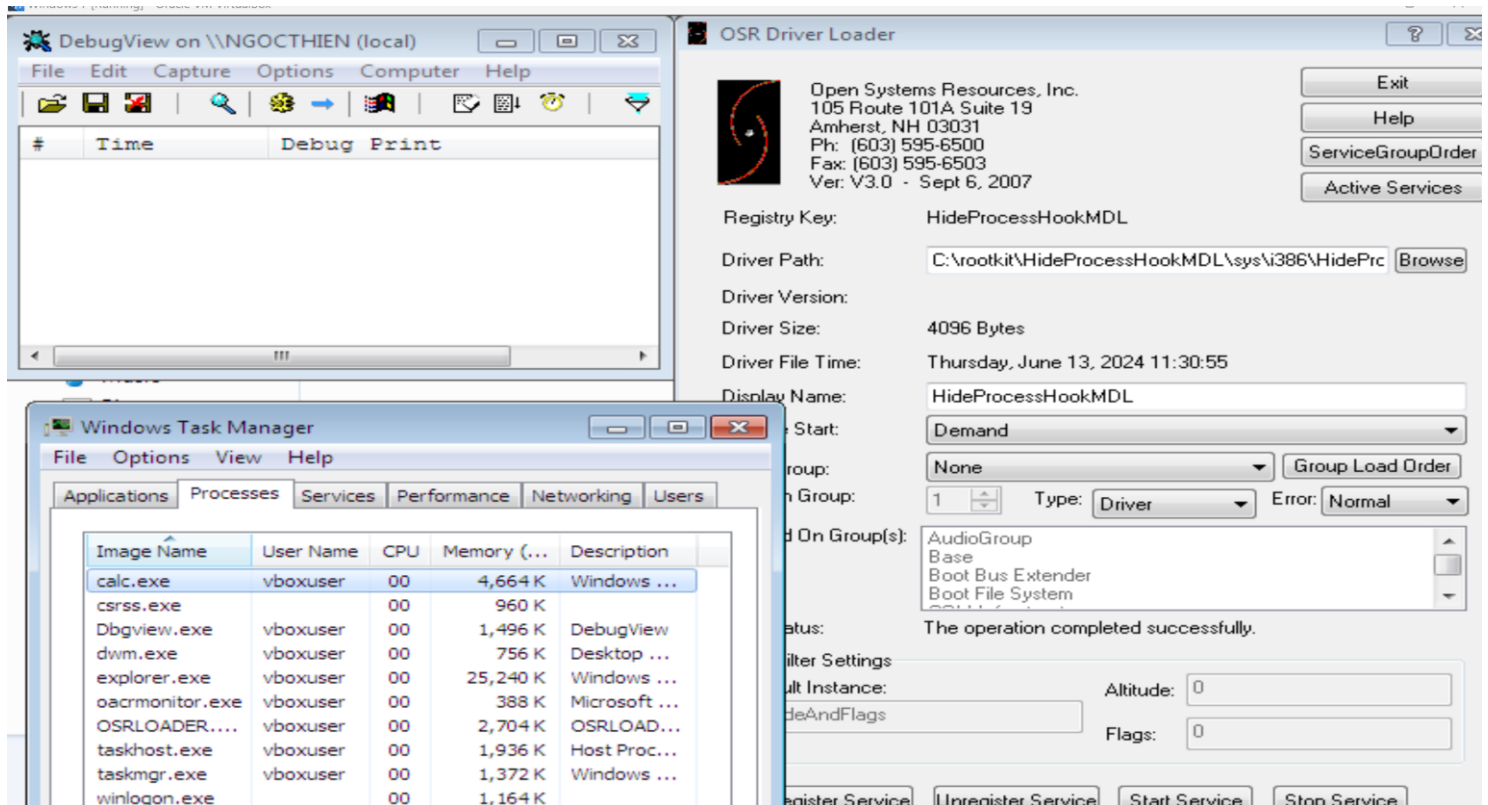 DebugView on \\NGOCTHIEN (local)
File Edit Capture Options Computer Help
# Time Debug Print
OSR Driver Loader
Open Systems Resources, Inc.
105 Route 101A Suite 19
Amherst, NH 03031
Ph: (603) 595-6500
Fax: (603) 595-6503
Ver: V3.0 - Sept 6, 2007
Exit
Help
ServiceGroupOrder
Active Services
Registry Key: HideProcessHookMDL
Driver Path: C:\rootkit\HideProcessHookMDL\sys\i386\HidePrc Browse
Driver Version:
Driver Size: 4096 Bytes
Driver File Time: Thursday, June 13, 2024 11:30:55
Display Name: HideProcessHookMDL
Start: Demand
roup: None Group Load Order
n Group: 1 Type: Driver Error: Normal
d On Group(s): AudioGroup
Base
Boot Bus Extender
Boot File System
atus: The operation completed successfully.
ilter Settings
ult Instance: Altitude: 0
deAndFlags
Flags: 0
egister Service Unregister Service Start Service Stop Service
Windows Task Manager
File Options View Help
Applications Processes Services Performance Networking Users
Image Name User Name CPU Memory (... Description
calc.exe vboxuser 00 4,664 K Windows ...
csrss.exe 00 960 K
Dbgview.exe vboxuser 00 1,496 K DebugView
dwm.exe vboxuser 00 756 K Desktop ...
explorer.exe vboxuser 00 25,240 K Windows ...
oacrmonitor.exe vboxuser 00 388 K Microsoft ...
OSRLOADER.... vboxuser 00 2,704 K OSRLOAD...
taskhost.exe vboxuser 00 1,936 K Host Proc...
taskmgr.exe vboxuser 00 1,372 K Windows ...
winlogon.exe 00 1,164 K